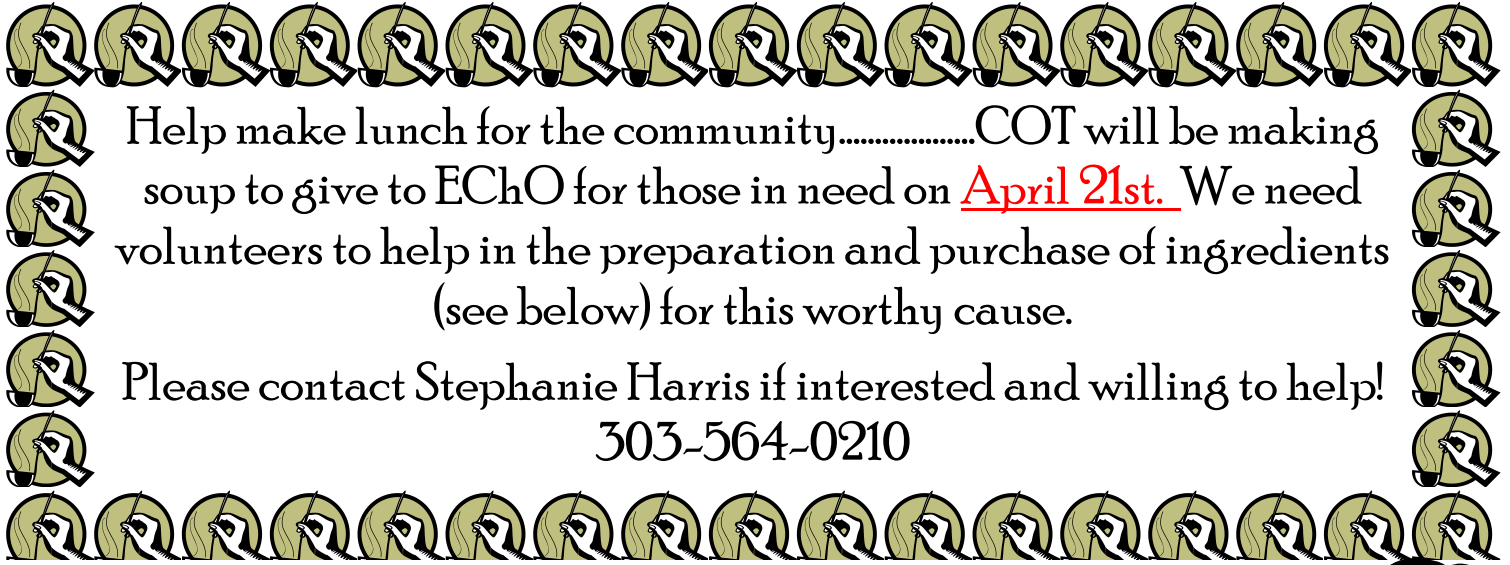 Help make lunch for the community...................COT will be making
soup to give to EChO for those in need on April 21st. We need
volunteers to help in the preparation and purchase of ingredients
(see below) for this worthy cause.
Please contact Stephanie Harris if interested and willing to help!
303-564-0210